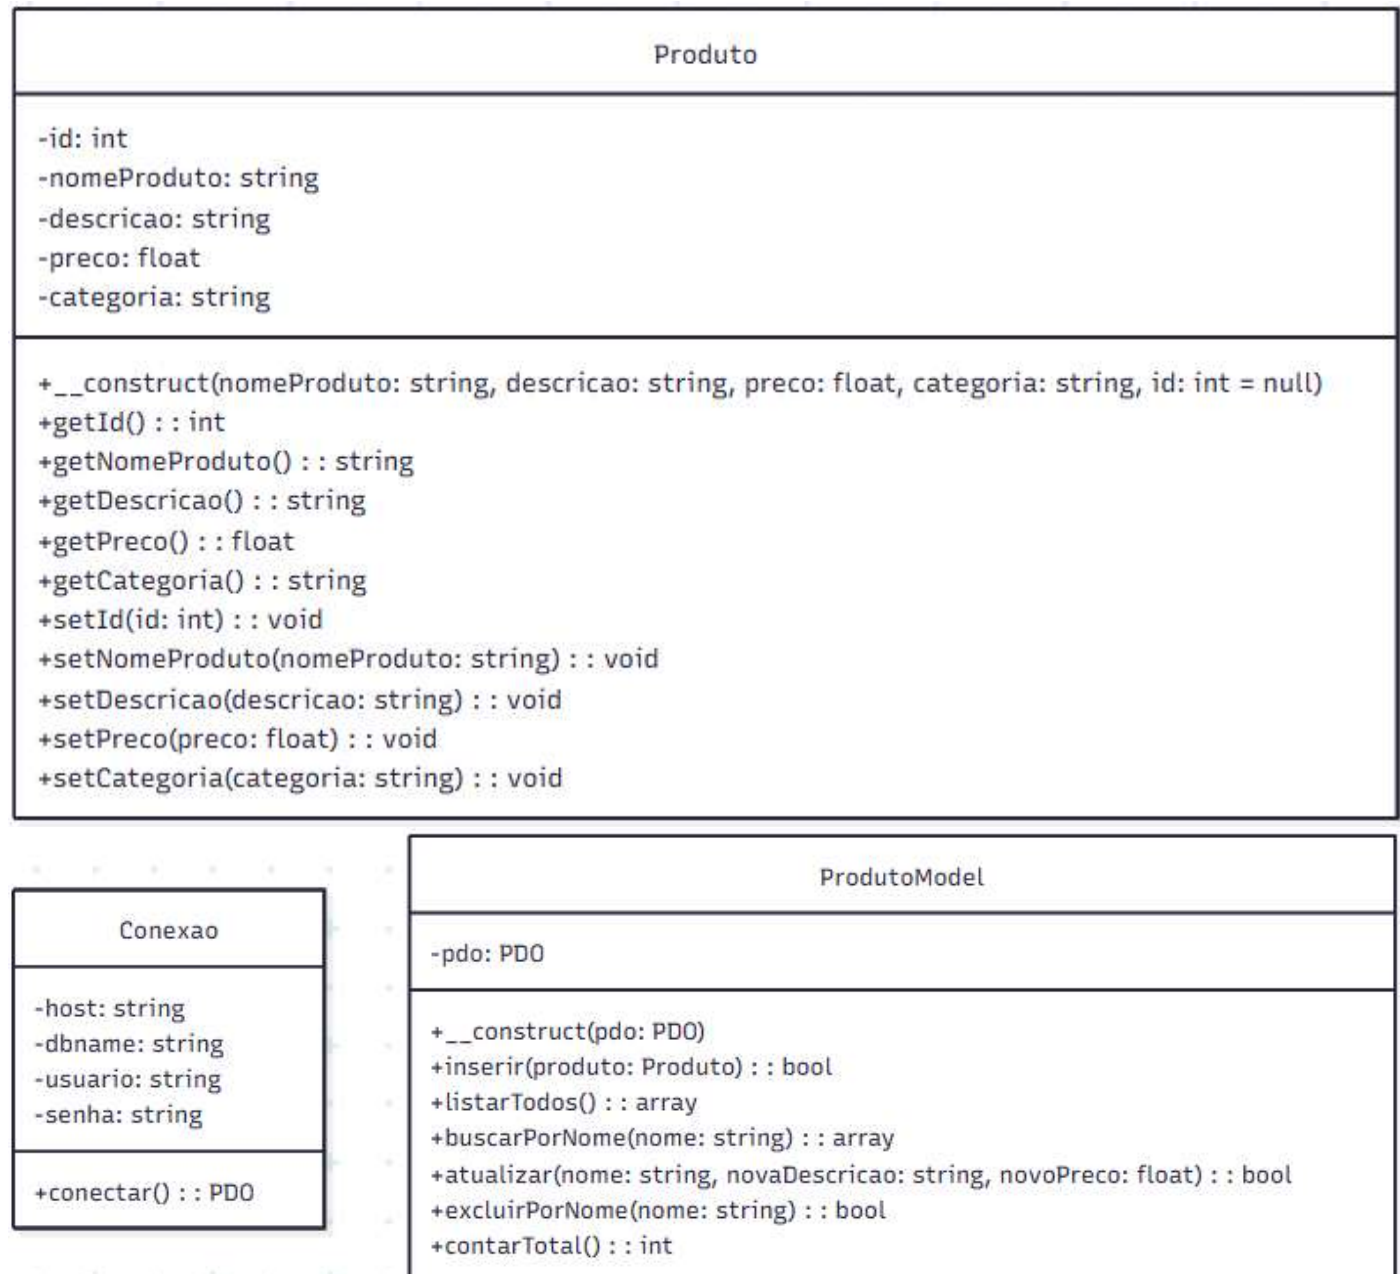 Produto
-id: int
-nomeProduto: string
-descricao: string
-preco: float
-categoria: string
+__construct(nomeProduto: string, descricao: string, preco: float, categoria: string, id: int = null)
+getId() : : int
+getNomeProduto() : : string
+getDescricao() : : string
+getPreco() : : float
+getCategoria() : : string
+setId(id: int) : : void
+setNomeProduto(nomeProduto: string) : : void
+setDescricao(descricao: string) : : void
+setPreco(preco: float) : : void
+setCategoria(categoria: string) : : void
Conexao
-host: string
-dbname: string
-usuario: string
-senha: string
+conectar() : : PDO
ProdutoModel
-pdo: PDO
+__construct(pdo: PDO)
+inserir(produto: Produto) : : bool
+listarTodos() : : array
+buscarPorNome(nome: string) : : array
+atualizar(nome: string, novaDescricao: string, novoPreco: float) : : bool
+excluirPorNome(nome: string) : : bool
+contarTotal() : : int